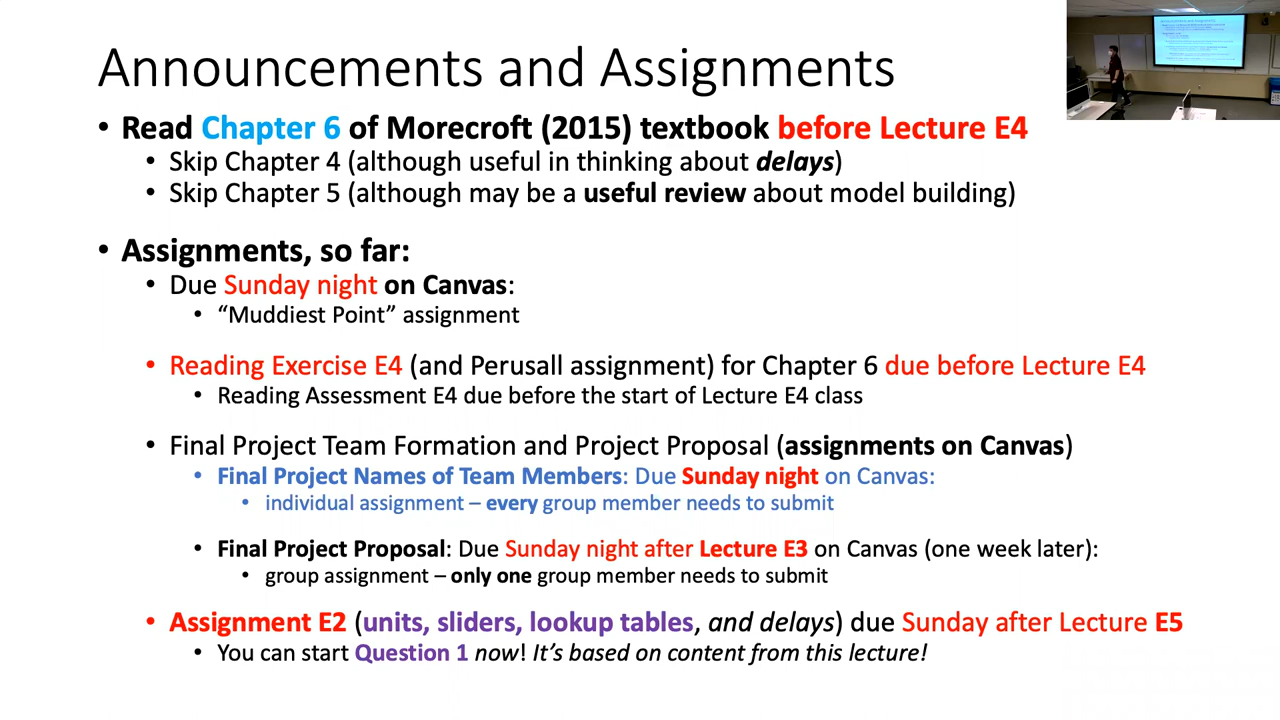 Announcements and Assignments
• Read Chapter 6 of Morecroft (2015) textbook before Lecture E4
• Skip Chapter 4 (although useful in thinking about delays)
• Skip Chapter 5 (although may be a useful review about model building)
• Assignments, so far:
• Due Sunday night on Canvas:
• “Muddiest Point” assignment
• Reading Exercise E4 (and Perusall assignment) for Chapter 6 due before Lecture E4
• Reading Assessment E4 due before the start of Lecture E4 class
• Final Project Team Formation and Project Proposal (assignments on Canvas)
• Final Project Names of Team Members: Due Sunday night on Canvas:
• individual assignment – every group member needs to submit
• Final Project Proposal: Due Sunday night after Lecture E3 on Canvas (one week later):
• group assignment – only one group member needs to submit
• Assignment E2 (units, sliders, lookup tables, and delays) due Sunday after Lecture E5
• You can start Question 1 now! It’s based on content from this lecture!